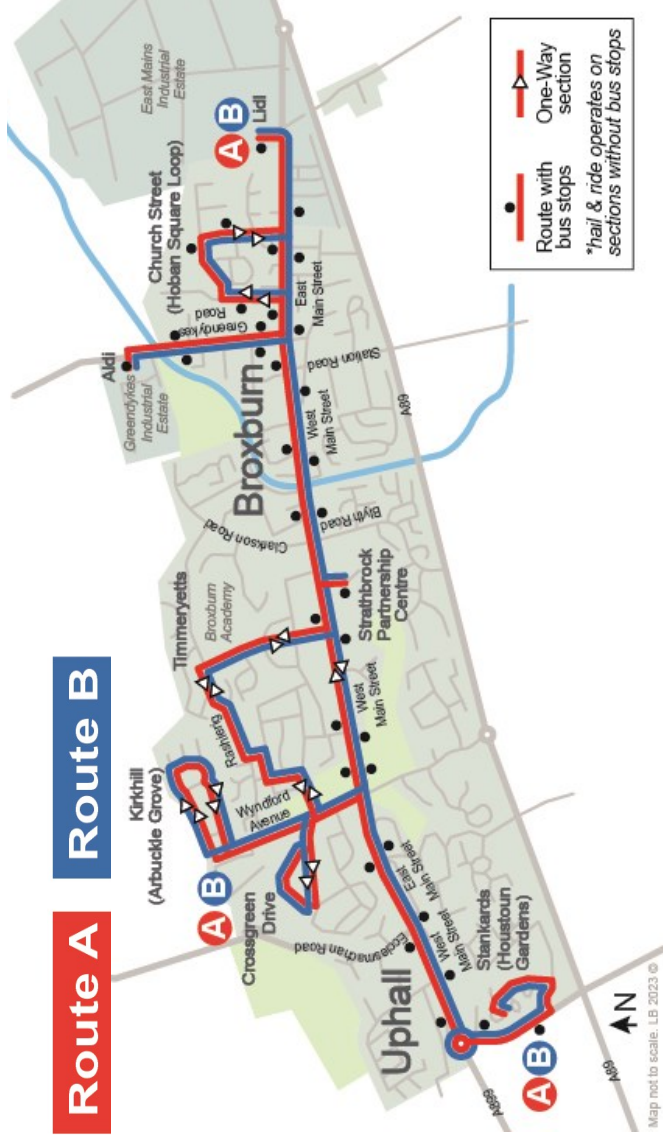 Route A
Route B
East Mains
Industrial
Estate
A
B
Lidl
Church Street
(Hoban Square Loop)
Greendykes
Road
East
Main Street
Aldi
Greendykes
Industrial
Estate
Station Road
A89
Broxburn
West
Main Street
Clarkson Road
Blyth Road
Timmeryetts
Broxburn
Academy
Strathbrock
Partnership
Centre
Rashierig
West
Main Street
Kirkhill
(Arbuckle Grove)
Wyndford
Avenue
A
B
Crossgreen
Drive
Ecclesmachan Road
East
Main Street
West
Main Street
Uphall
Stankards
(Houstoun
Gardens)
A
B
A899
A89
N
Route with
bus stops
One-Way
section
*hail & ride operates on
sections without bus stops
Map not to scale. LB 2023 ©